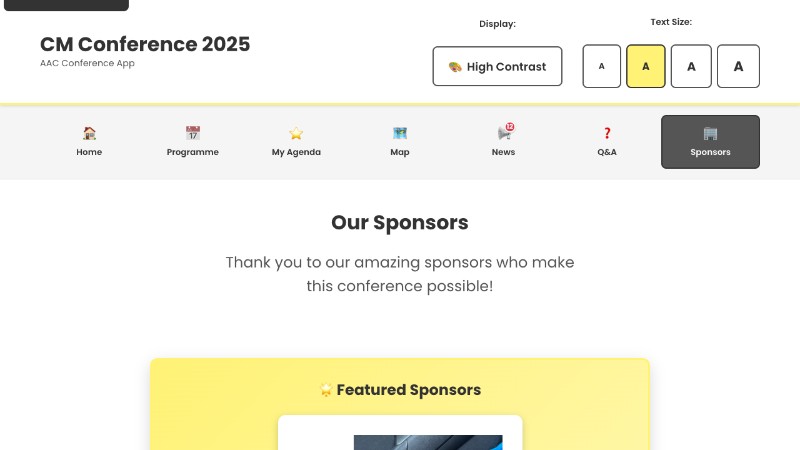 CM Conference 2025
AAC Conference App
Display:
High Contrast
Text Size:
A
A
A
A
Home
17
Programme
My Agenda
Map
12
News
Q&A
Sponsors
Our Sponsors
Thank you to our amazing sponsors who make
this conference possible!
Featured Sponsors